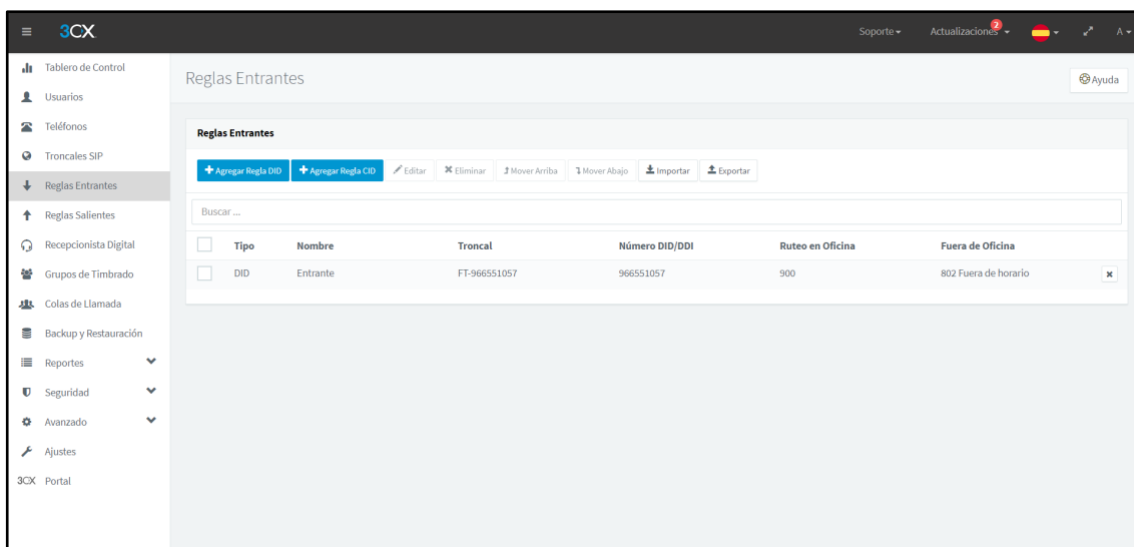 3CX
Soporte
Actualizaciones 2
A
Tablero de Control
Usuarios
Teléfonos
Troncales SIP
Reglas Entrantes
Reglas Salientes
Recepcionista Digital
Grupos de Timbrado
Colas de Llamada
Backup y Restauración
Reportes
Seguridad
Avanzado
Ajustes
3CX Portal
Reglas Entrantes
Ayuda
Reglas Entrantes
Agregar Regla DID Agregar Regla CID Editar Eliminar Mover Arriba Mover Abajo Importar Exportar
Buscar ...
Tipo Nombre Troncal Número DID/DDI Ruteo en Oficina Fuera de Oficina
DID Entrante FT-966551057 966551057 900 802 Fuera de horario